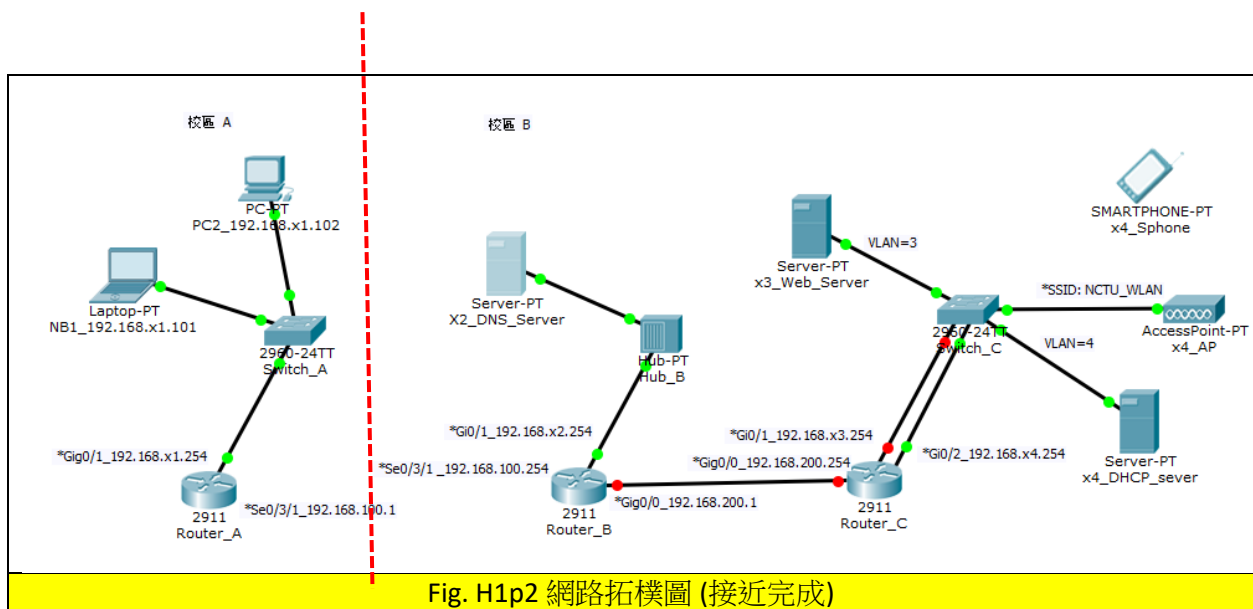 校區 A
校區 B
PC-PT
PC2_192.168.x1.102
Laptop-PT
NB1_192.168.x1.101
2960-24TT
Switch_A
*Gig0/1_192.168.x1.254
2911
Router_A
*Se0/3/1_192.168.100.1
Server-PT
X2_DNS_Server
Hub-PT
Hub_B
*Gi0/1_192.168.x2.254
*Se0/3/1 _192.168.100.254
2911
Router_B
*Gig0/0_192.168.200.1
Server-PT
x3_Web_Server
VLAN=3
SMARTPHONE-PT
x4_Sphone
*SSID: NCTU_WLAN
2960-24TT
Switch_C
AccessPoint-PT
x4_AP
VLAN=4
*Gi0/1_192.168.x3.254
*Gig0/0_192.168.200.254
*Gi0/2_192.168.x4.254
Server-PT
x4_DHCP_sever
2911
Router_C
Fig. H1p2 網路拓樸圖 (接近完成)